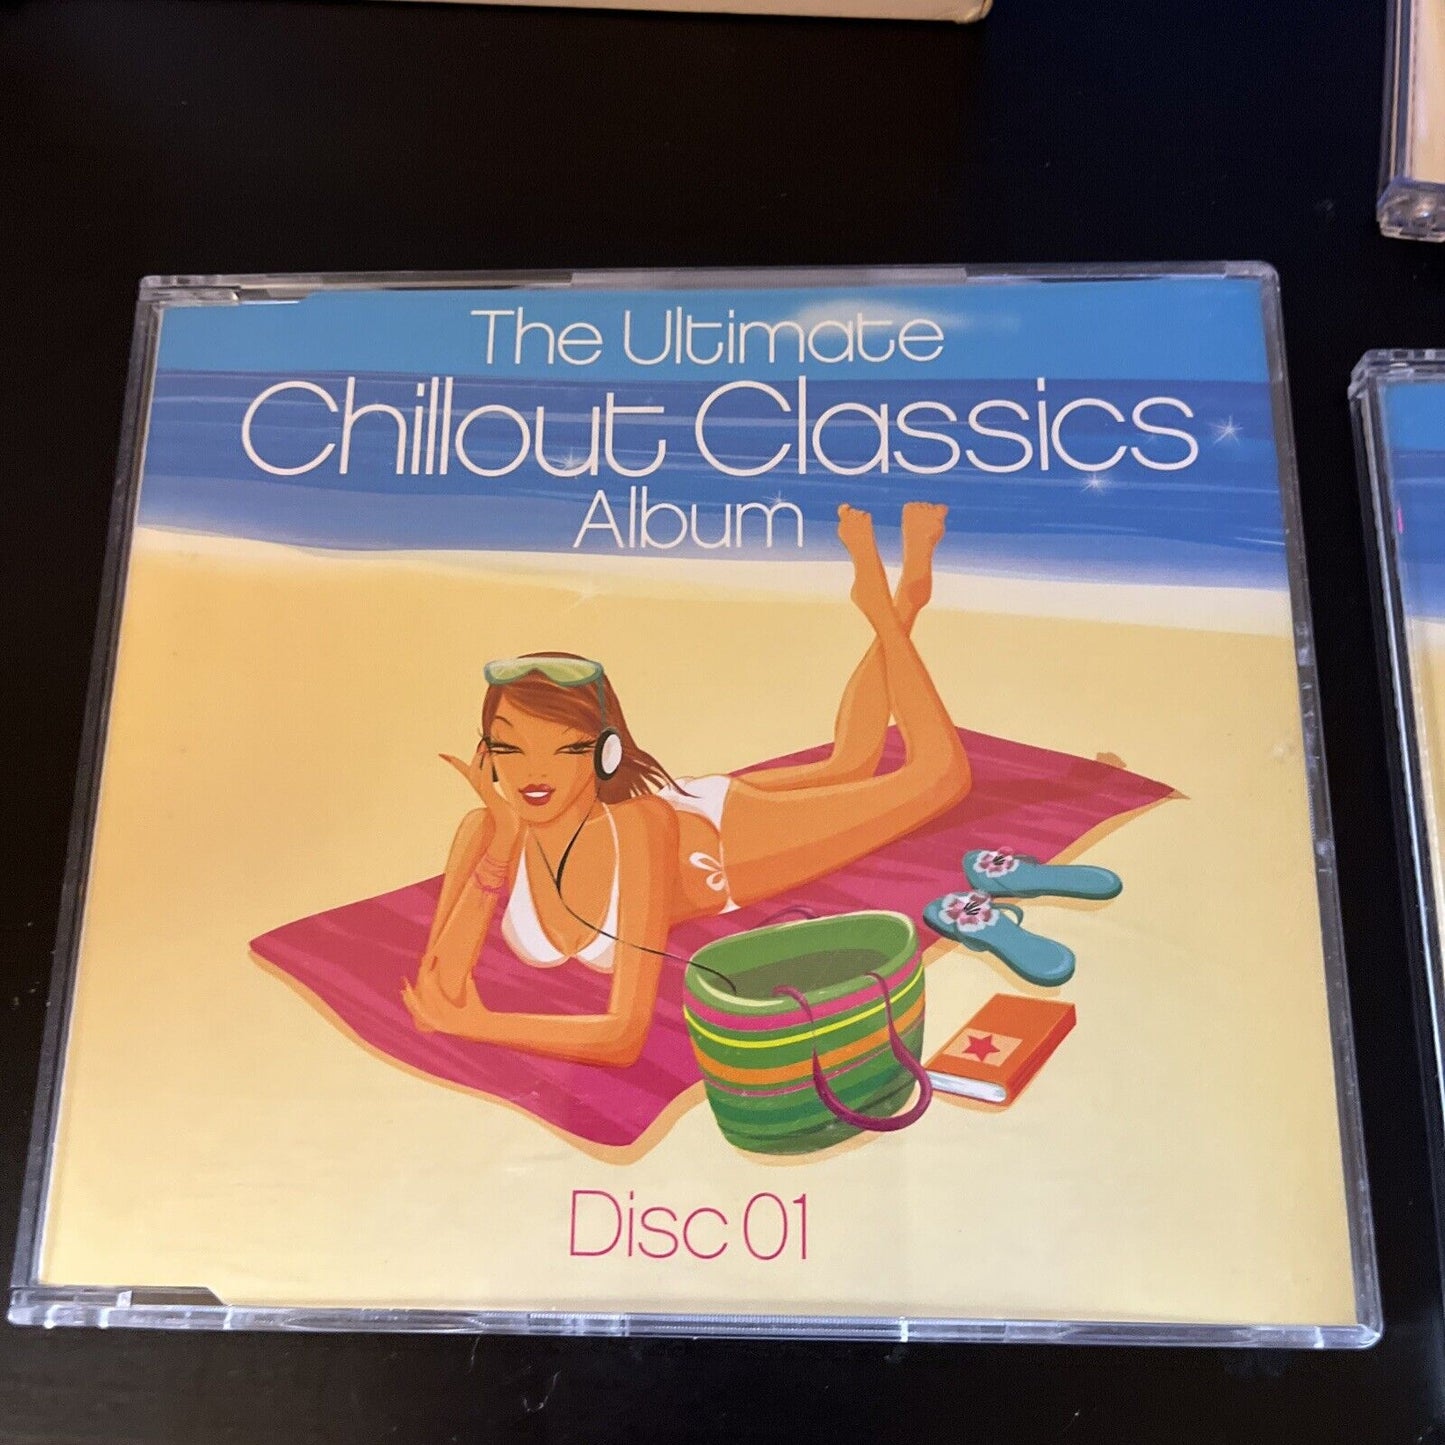 The Ultimate
Chillout Classics
Album
Disc 01